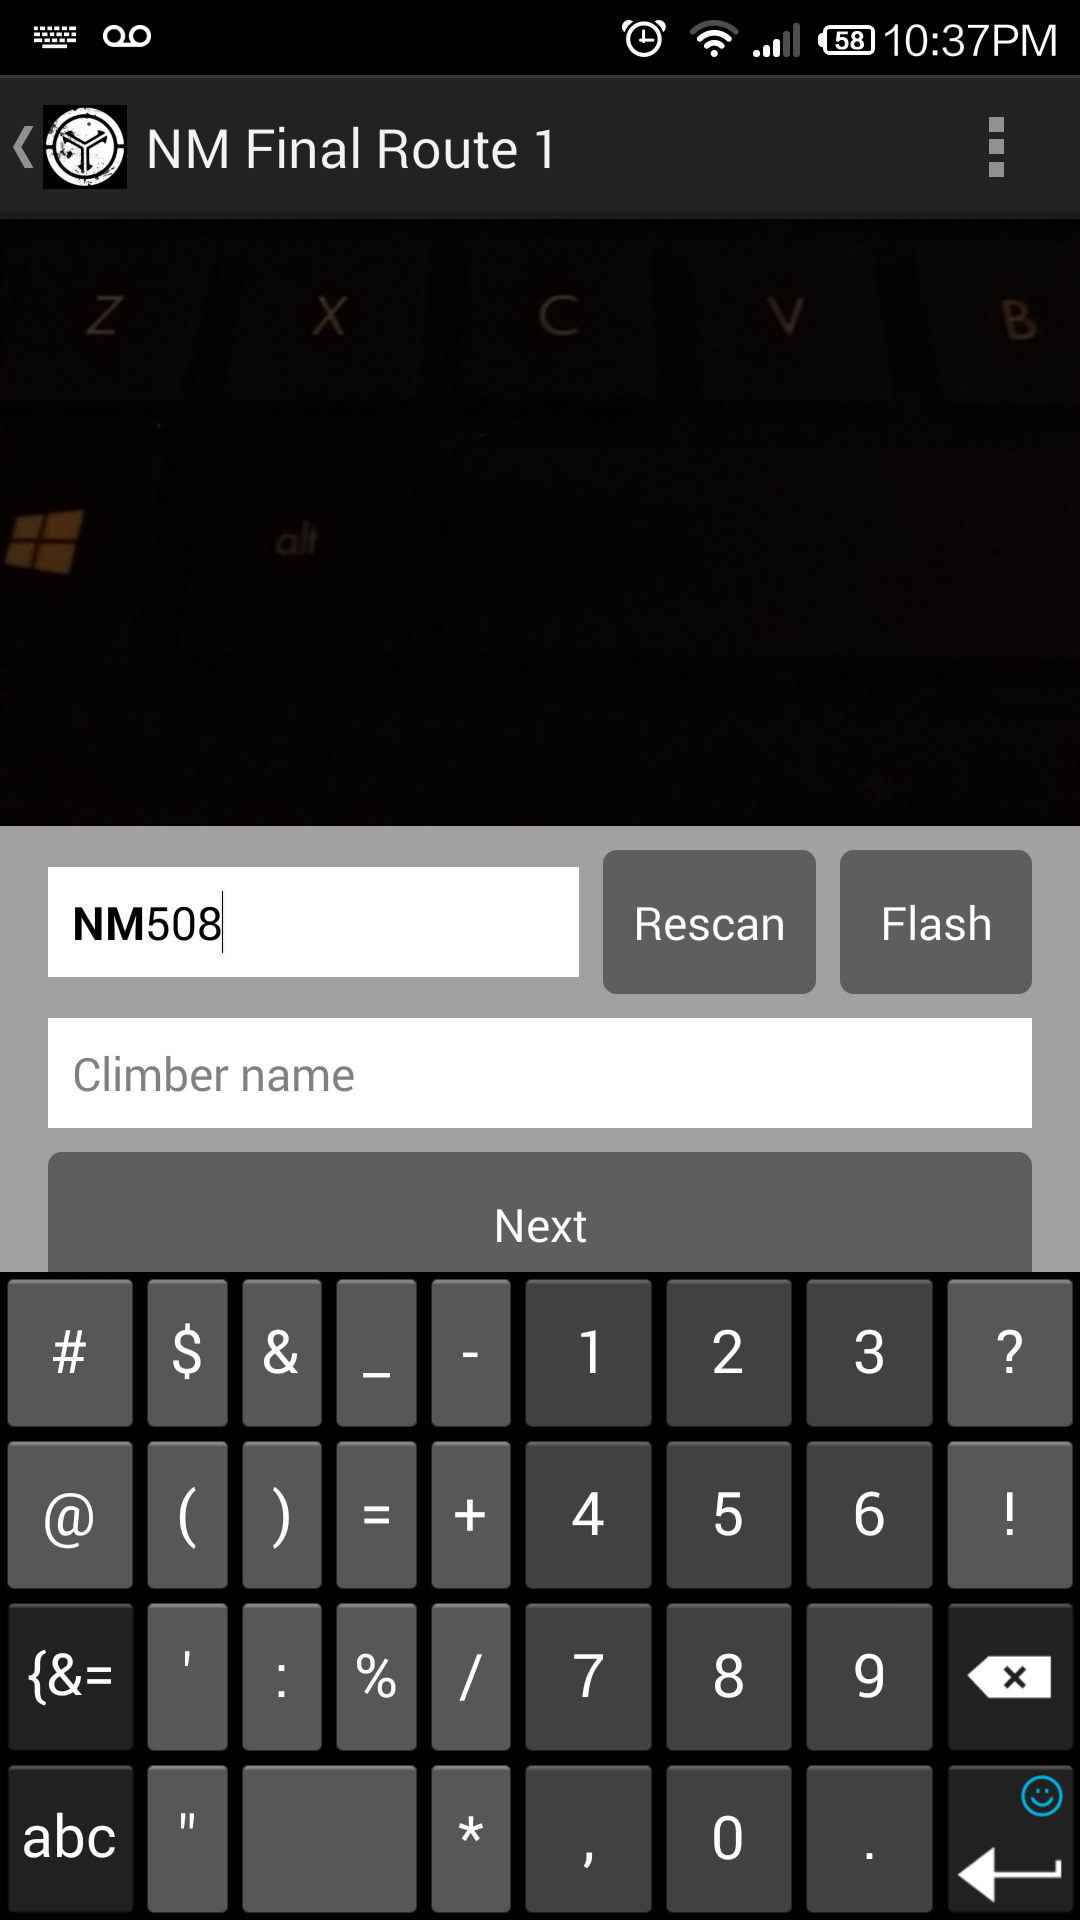 58 10:37PM
NM Final Route 1
Z X C V B
alt
NM508 Rescan Flash
Climber name
Next
# $ & _ - 1 2 3 ?
@ ( ) = + 4 5 6 !
{&= ' : % / 7 8 9
abc " * , 0 .